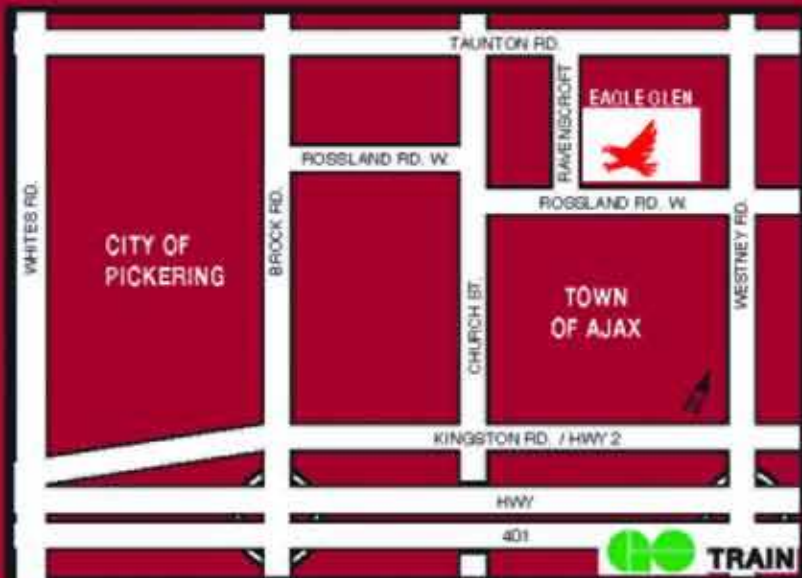 TAUNTON RD.
RAVENSCROFT
EAGLE GLEN
ROSSLAND RD. W.
ROSSLAND RD. W.
WHITES RD.
BROCK RD.
WESTNEY RD.
CITY OF
PICKERING
CHURCH ST.
TOWN
OF AJAX
KINGSTON RD. / HWY 2
HWY
401
GO TRAIN